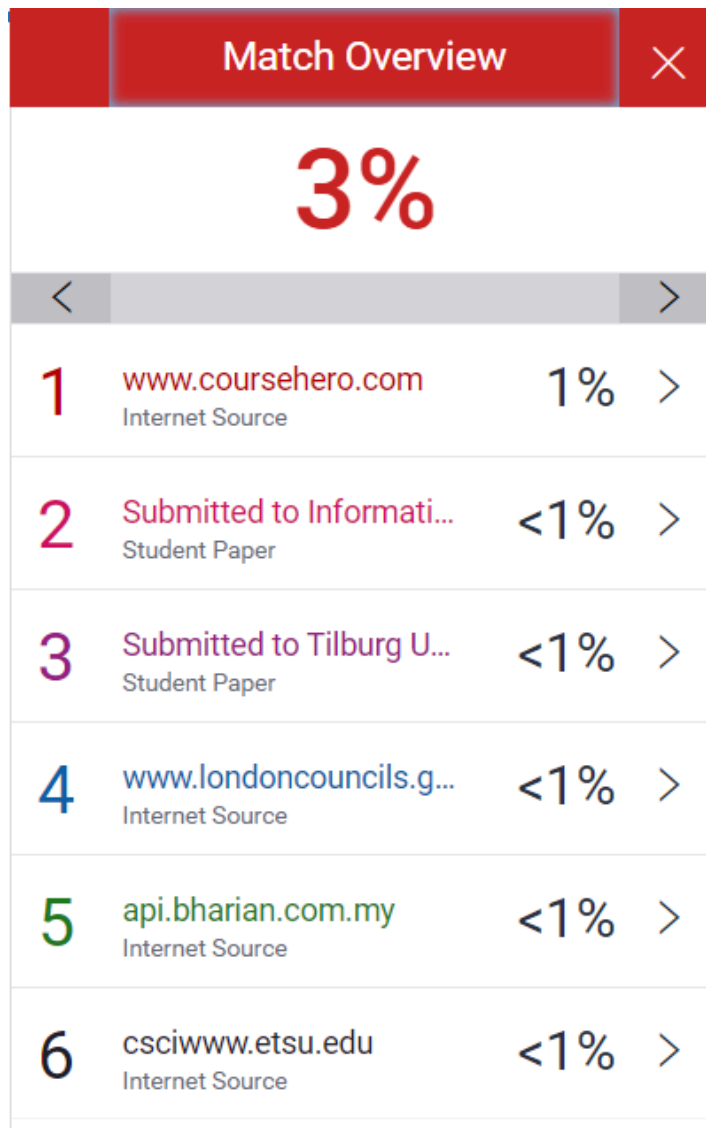 Match Overview
3%
1 www.coursehero.com 1%
Internet Source
2 Submitted to Informati... <1%
Student Paper
3 Submitted to Tilburg U... <1%
Student Paper
4 www.londoncouncils.g... <1%
Internet Source
5 api.bharian.com.my <1%
Internet Source
6 csciwww.etsu.edu <1%
Internet Source